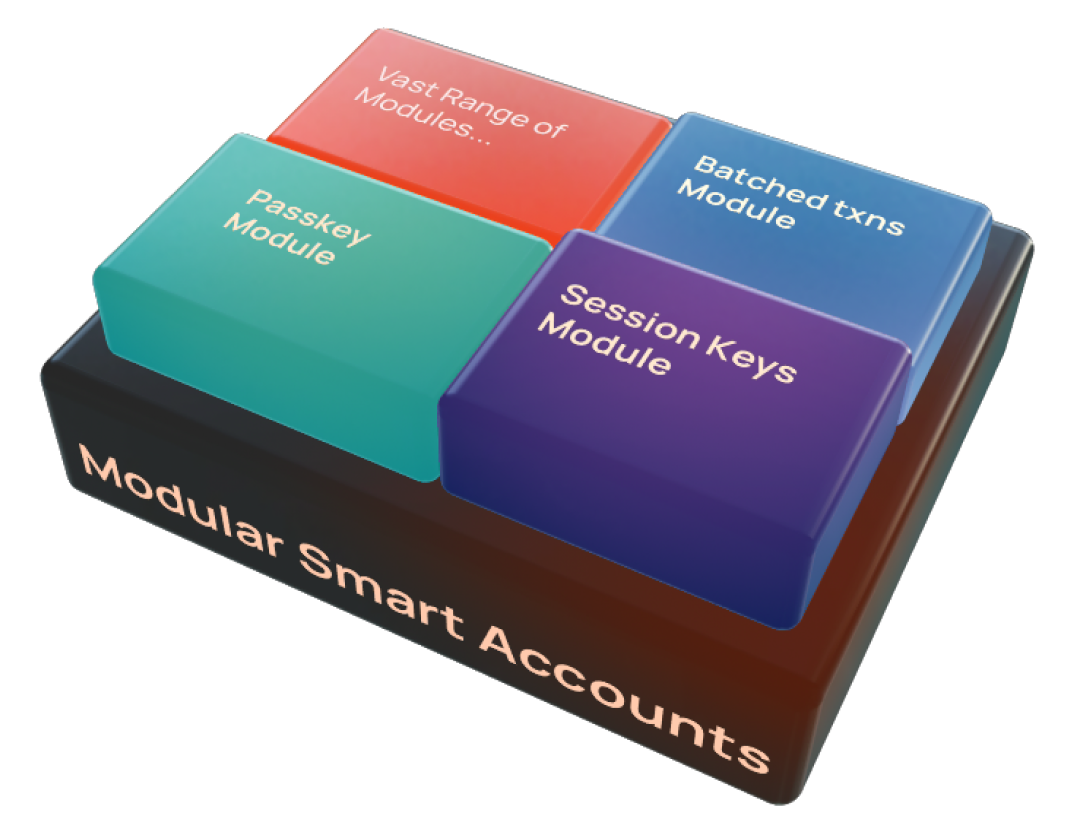 Vast Range of
Modules...
Batched txns
Module
Passkey
Module
Session Keys
Module
Modular Smart Accounts